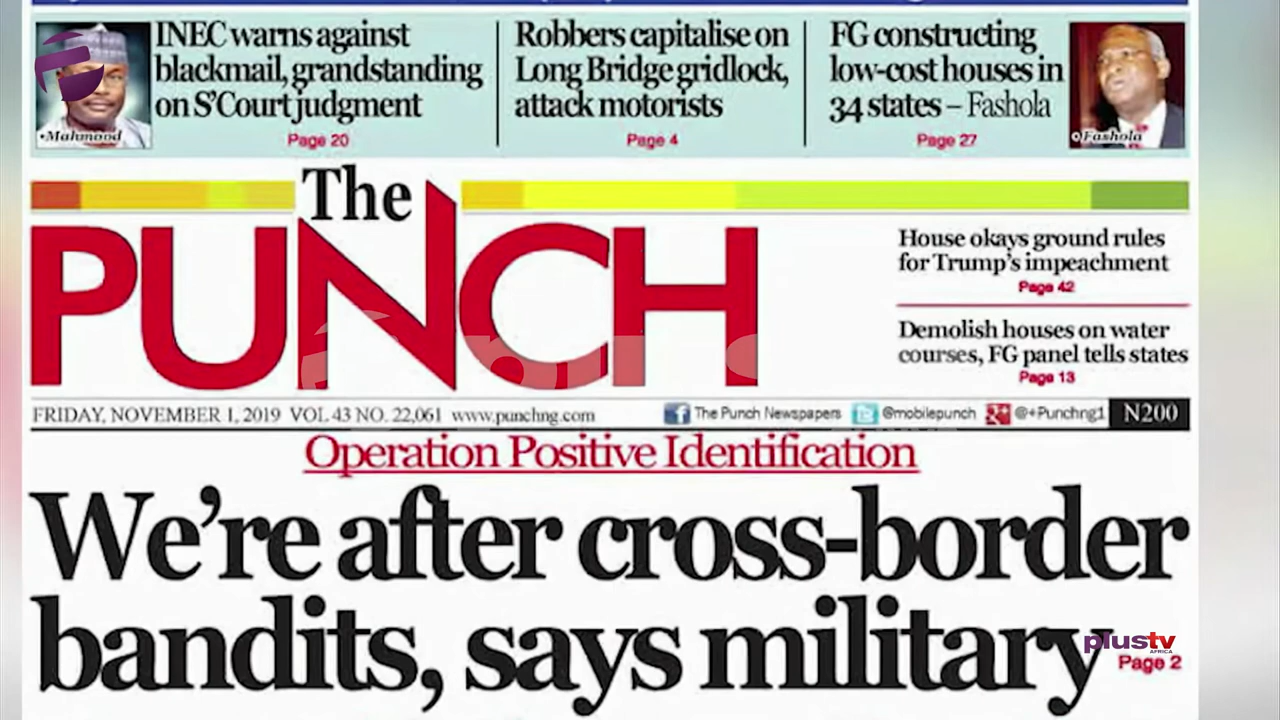 INEC warns against
blackmail, grandstanding
on S'Court judgment
Page 20
•Mahmood
Robbers capitalise on
Long Bridge gridlock,
attack motorists
Page 4
FG constructing
low-cost houses in
34 states – Fashola
Page 27
•Fashola
The
PUNCH
House okays ground rules
for Trump's impeachment
Page 42
Demolish houses on water
courses, FG panel tells states
Page 13
FRIDAY, NOVEMBER 1, 2019 VOL. 43 NO. 22,061 www.punchng.com
The Punch Newspapers @mobilepunch @+Punchng1 N200
Operation Positive Identification
We're after cross-border
bandits, says military
Page 2
plustv
AFRICA